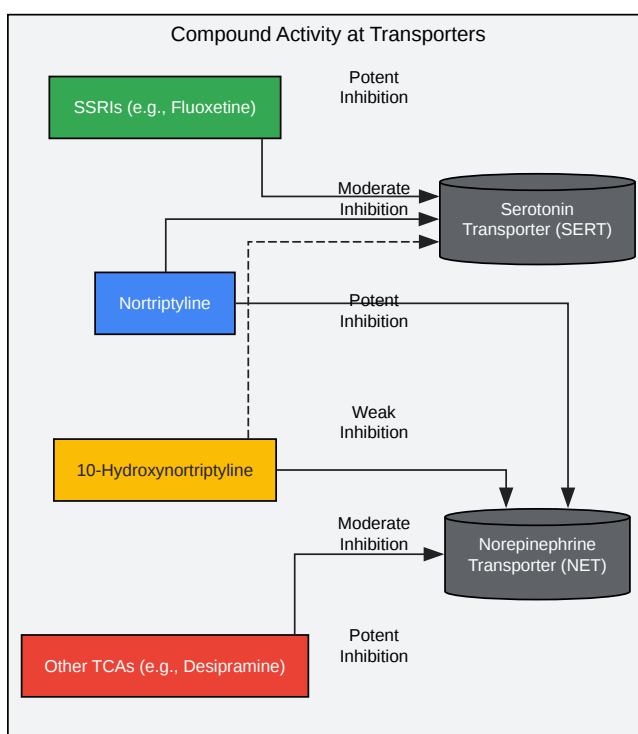 Compound Activity at Transporters
Potent
Inhibition
SSRIs (e.g., Fluoxetine)
Moderate
Inhibition
Serotonin
Transporter (SERT)
Nortriptyline
Potent
Inhibition
Weak
Inhibition
10-Hydroxynortriptyline
Moderate
Inhibition
Norepinephrine
Transporter (NET)
Potent
Inhibition
Other TCAs (e.g., Desipramine)